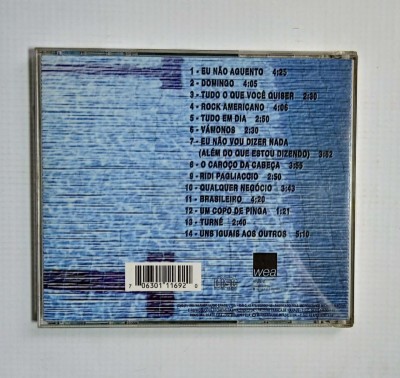 1 - EU NÃO AGUENTO 4:25
2 - DOMINGO 4:05
3 - TUDO O QUE VOCÊ QUISER 2:50
4 - ROCK AMERICANO 4:06
5 - TUDO EM DIA 2:50
6 - VÁMONOS 2:30
7 - EU NÃO VOU DIZER NADA
(ALÉM DO QUE ESTOU DIZENDO) 3:52
8 - O CAROÇO DA CABEÇA 3:55
9 - RIDI PAGLIACCIO 2:50
10 - QUALQUER NEGÓCIO 3:43
11 - BRASILEIRO 4:20
12 - UM COPO DE PINGA 1:21
13 - TURNÊ 2:40
14 - UNS IGUAIS AOS OUTROS 5:10
wea
7 06301 11692 0